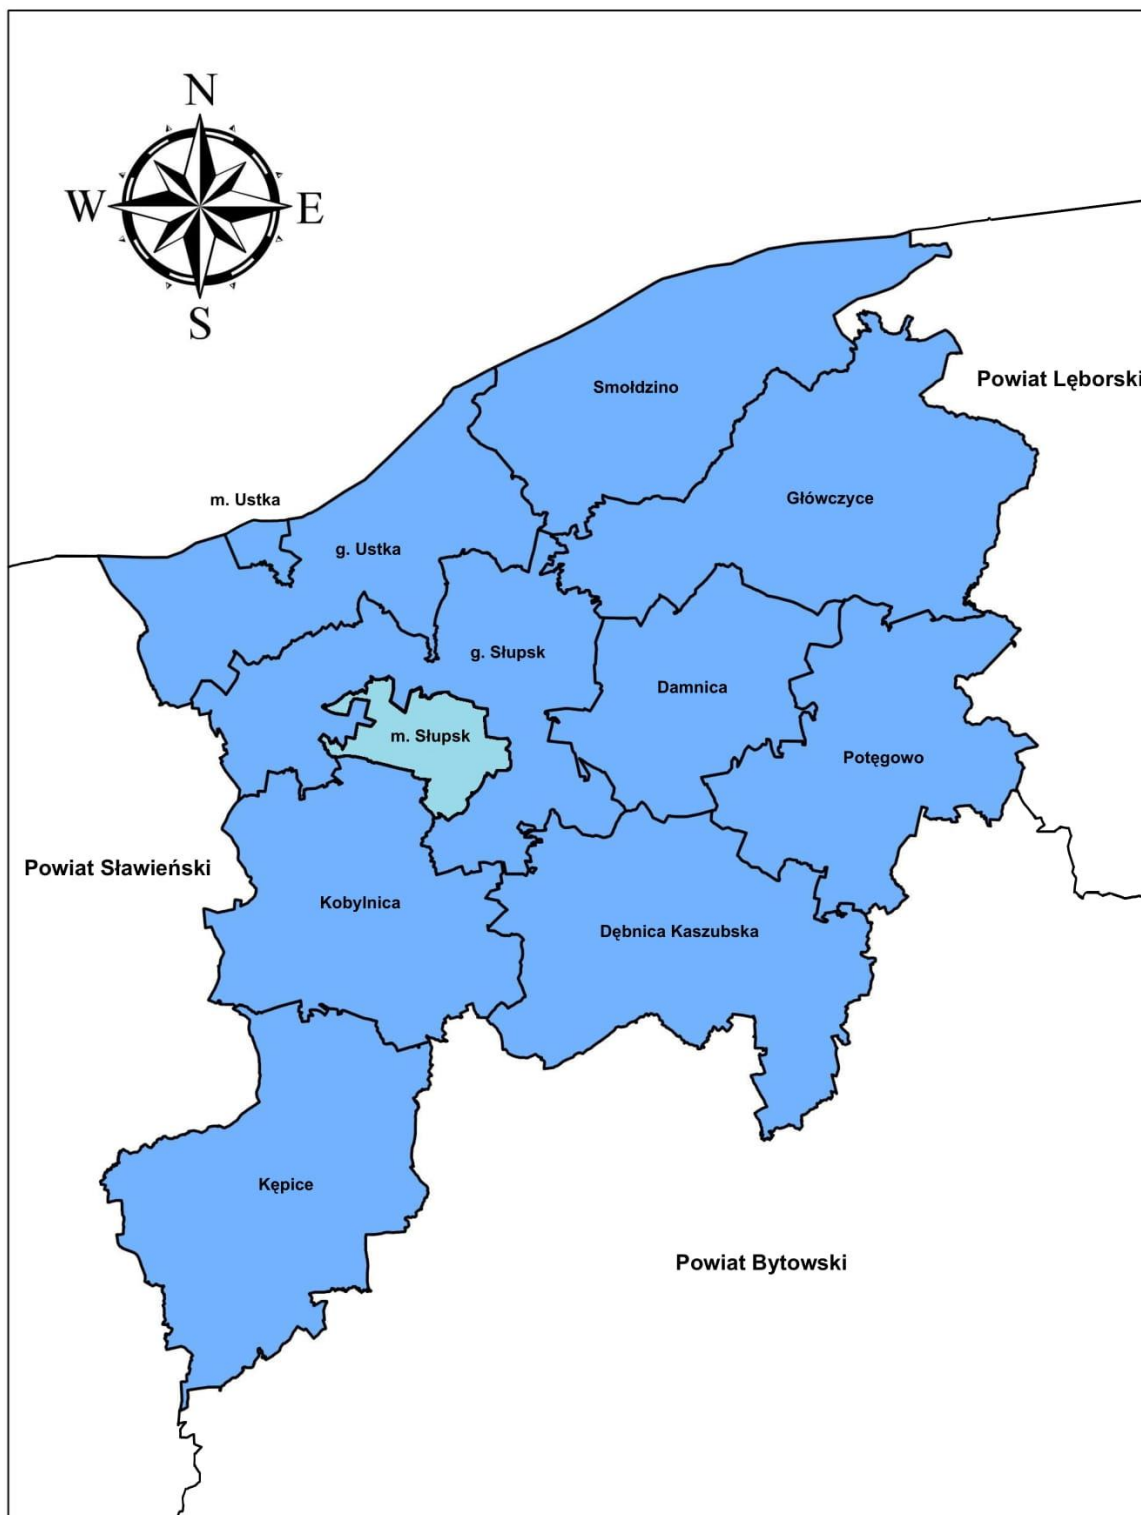 N
W E
S
Smołdzino
Powiat Lęborski
Główczyce
m. Ustka
g. Ustka
g. Słupsk
Damnica
m. Słupsk
Potęgowo
Powiat Sławieński
Kobylnica
Dębnica Kaszubska
Kępice
Powiat Bytowski